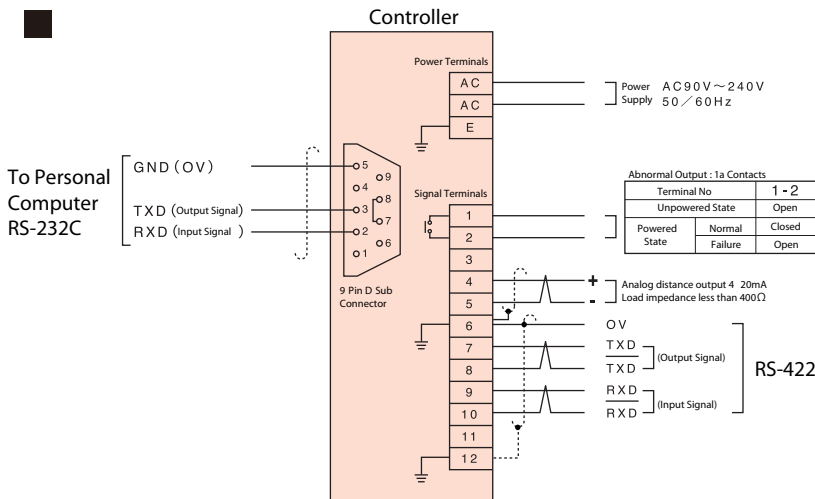 Controller
Power Terminals
AC
AC
E
Power Supply
AC90V～240V
50／60Hz
To Personal
Computer
RS-232C
GND (OV)
TXD (Output Signal)
RXD (Input Signal )
5
9
4
8
3
7
2
6
1
9 Pin D Sub
Connector
Signal Terminals
1
2
3
4
5
6
7
8
9
10
11
12
Abnormal Output : 1a Contacts
Terminal No 1 - 2
Unpowered State Open
Powered State Normal Closed
Failure Open
+
-
Analog distance output 4 20mA
Load impedance less than 400Ω
OV
TXD
TXD
(Output Signal)
RXD
RXD
(Input Signal)
RS-422